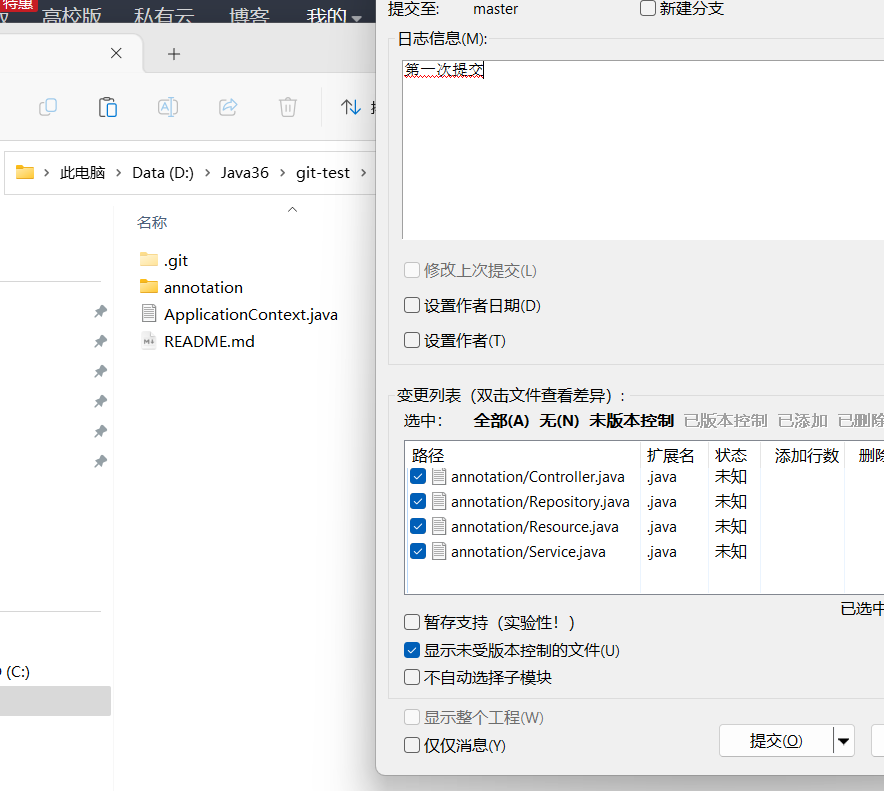 特惠
高校版 私有云 博客 我的
此电脑 > Data (D:) > Java36 > git-test >
名称
.git
annotation
ApplicationContext.java
README.md
(C:)
提交至: master 新建分支
日志信息(M):
第一次提交
修改上次提交(L)
设置作者日期(D)
设置作者(T)
变更列表（双击文件查看差异）:
选中： 全部(A) 无(N) 未版本控制 已版本控制 已添加 已删除
路径 扩展名 状态 添加行数 删除
annotation/Controller.java .java 未知
annotation/Repository.java .java 未知
annotation/Resource.java .java 未知
annotation/Service.java .java 未知
已选中
暂存支持（实验性！）
显示未受版本控制的文件(U)
不自动选择子模块
显示整个工程(W)
仅仅消息(Y)
提交(O)